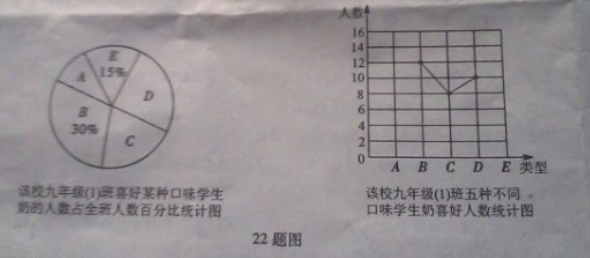 人数
E
15%
A
D
B
30%
C
16
14
12
10
8
6
4
2
0
A B C D E 类型
该校九年级(1)班喜好某种口味学生
奶的人数占全班人数百分比统计图
该校九年级(1)班五种不同
口味学生奶喜好人数统计图
22题图